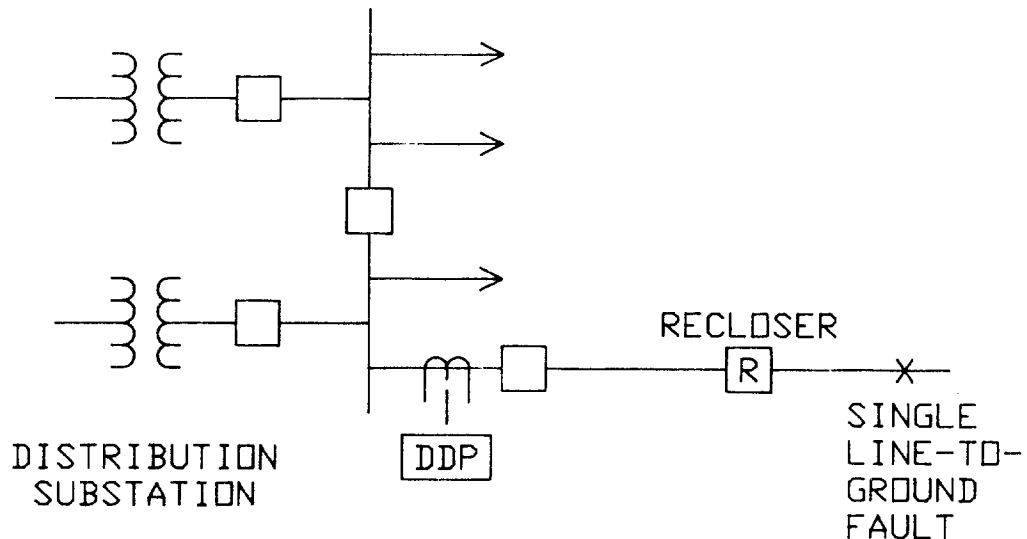 RECLOSER
R
DDP
DISTRIBUTION
SUBSTATION
SINGLE
LINE-TO-
GROUND
FAULT